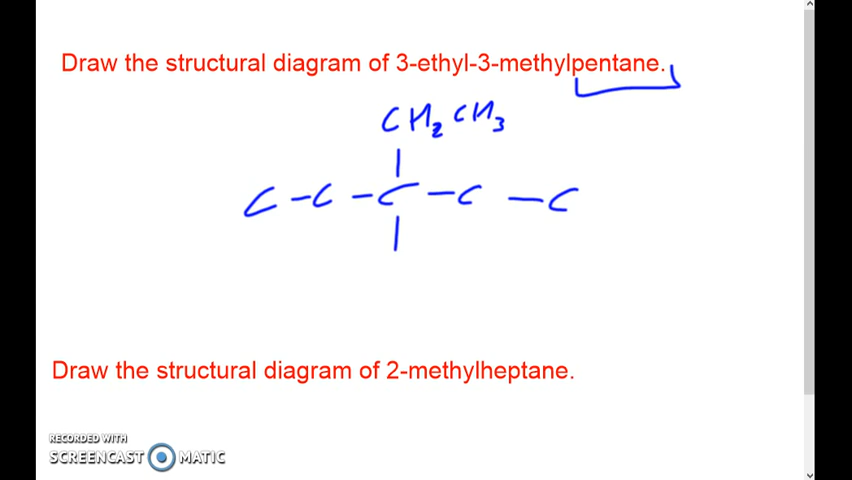 Draw the structural diagram of 3-ethyl-3-methylpentane.
CH₂CH₃
C - C - C - C - C
Draw the structural diagram of 2-methylheptane.
RECORDED WITH
SCREENCAST MATIC